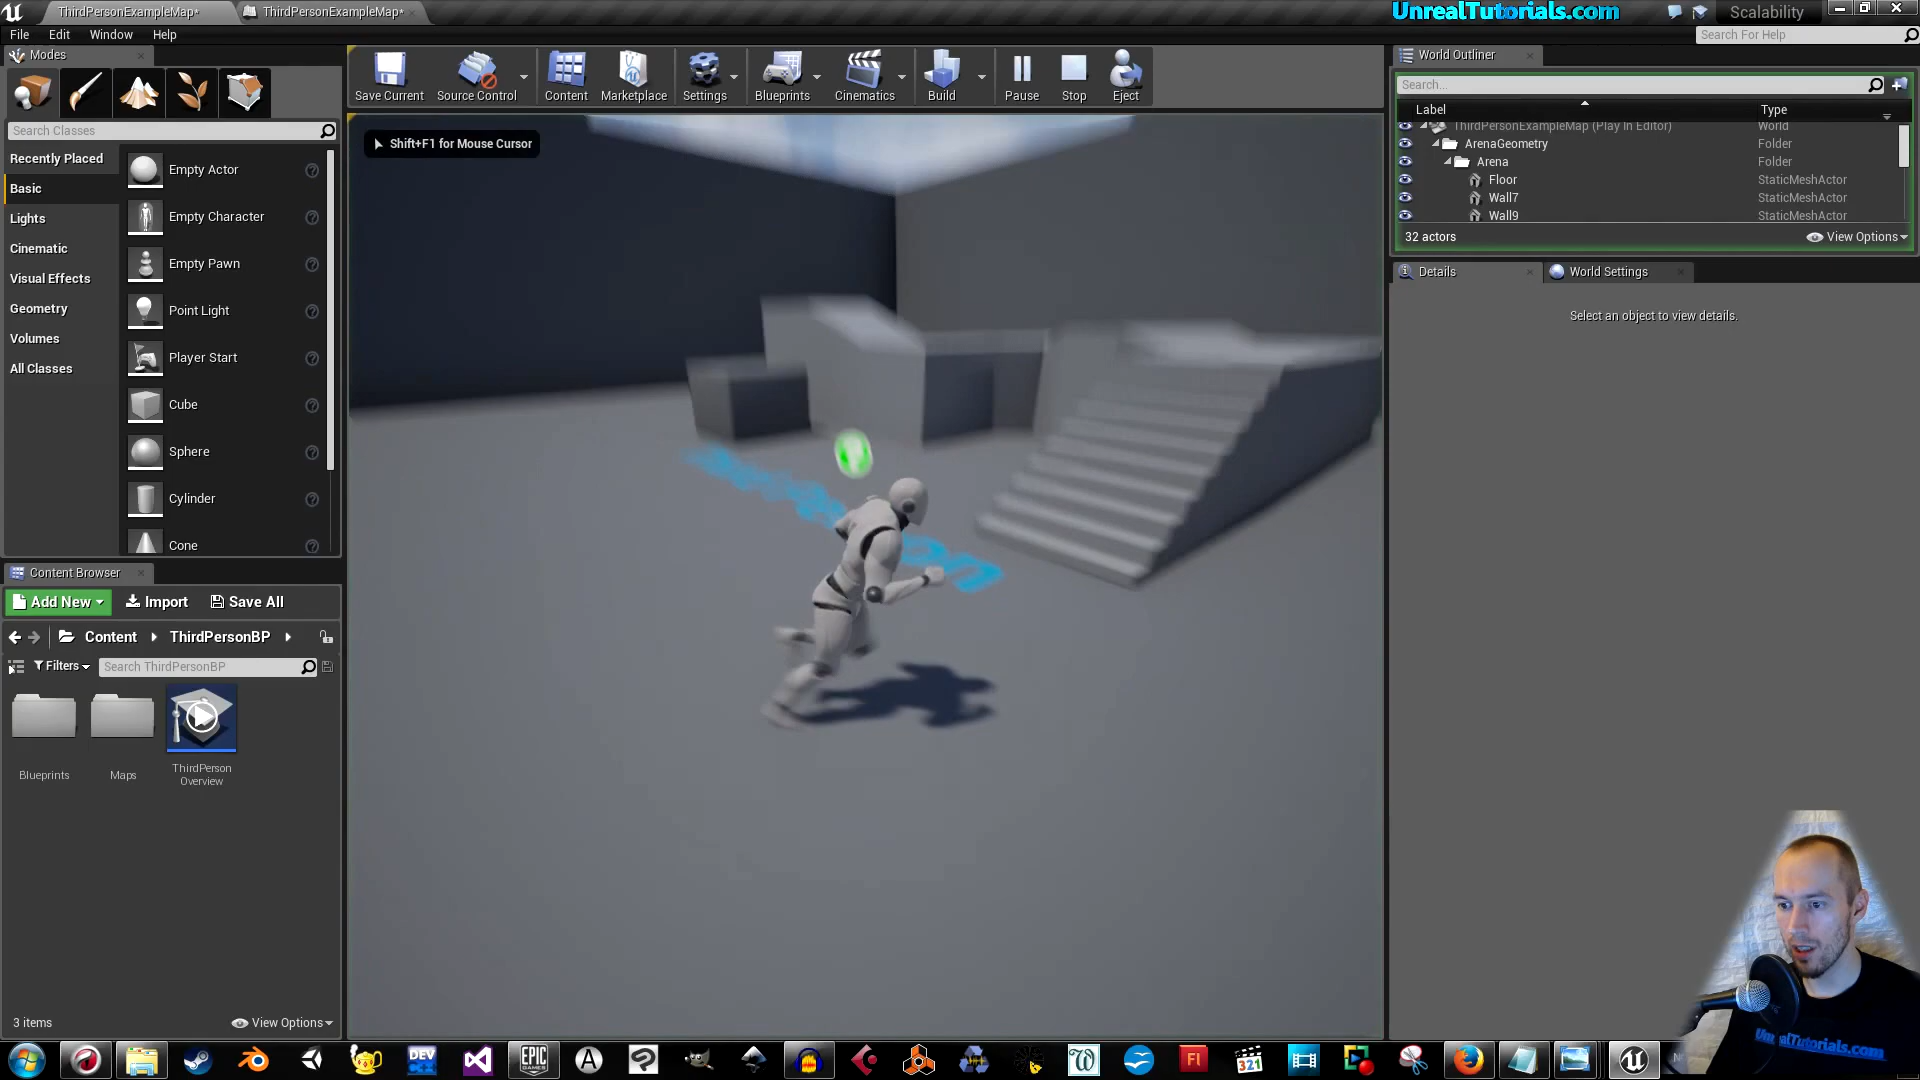 ThirdPersonExampleMap*
ThirdPersonExampleMap*
UnrealTutorials.com
Scalability
File
Edit
Window
Help
Search For Help
Modes
Save Current
Source Control
Content
Marketplace
Settings
Blueprints
Cinematics
Build
Pause
Stop
Eject
World Outliner
Search...
Label
Type
ThirdPersonExampleMap (Play In Editor)
World
ArenaGeometry
Folder
Arena
Folder
Floor
StaticMeshActor
Wall7
StaticMeshActor
Wall9
StaticMeshActor
32 actors
View Options
Search Classes
Recently Placed
Basic
Lights
Cinematic
Visual Effects
Geometry
Volumes
All Classes
Empty Actor
Empty Character
Empty Pawn
Point Light
Player Start
Cube
Sphere
Cylinder
Cone
Shift+F1 for Mouse Cursor
Details
World Settings
Select an object to view details.
Content Browser
Add New
Import
Save All
Content
ThirdPersonBP
Filters
Search ThirdPersonBP
Blueprints
Maps
ThirdPerson
Overview
3 items
View Options
UnrealTutorials.com
DEV
EPIC
GAMES
Fl
321